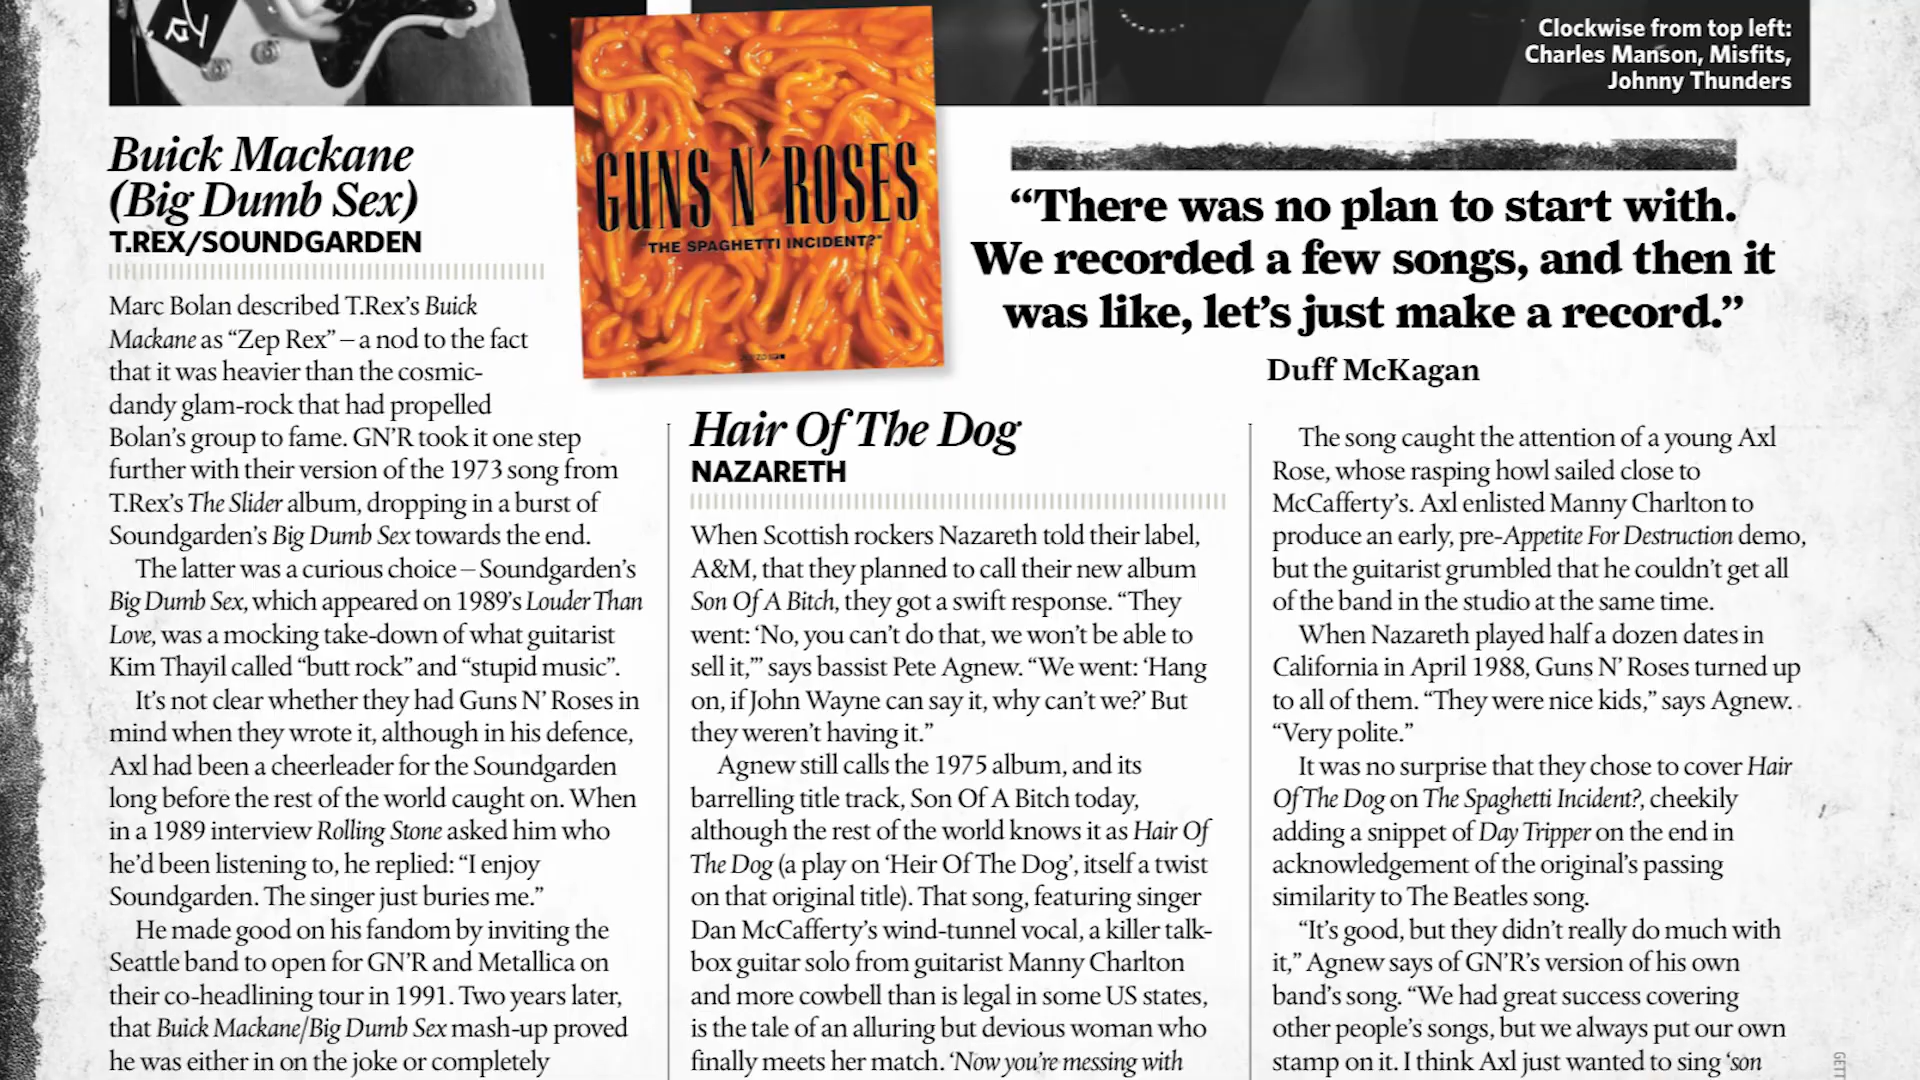 Clockwise from top left:
Charles Manson, Misfits,
Johnny Thunders
Buick Mackane
(Big Dumb Sex)
T.REX/SOUNDGARDEN
Marc Bolan described T.Rex’s Buick
Mackane as “Zep Rex” – a nod to the fact
that it was heavier than the cosmic-
dandy glam-rock that had propelled
Bolan’s group to fame. GN’R took it one step
further with their version of the 1973 song from
T.Rex’s The Slider album, dropping in a burst of
Soundgarden’s Big Dumb Sex towards the end.
The latter was a curious choice – Soundgarden’s
Big Dumb Sex, which appeared on 1989’s Louder Than
Love, was a mocking take-down of what guitarist
Kim Thayil called “butt rock” and “stupid music”.
It’s not clear whether they had Guns N’ Roses in
mind when they wrote it, although in his defence,
Axl had been a cheerleader for the Soundgarden
long before the rest of the world caught on. When
in a 1989 interview Rolling Stone asked him who
he’d been listening to, he replied: “I enjoy
Soundgarden. The singer just buries me.”
He made good on his fandom by inviting the
Seattle band to open for GN’R and Metallica on
their co-headlining tour in 1991. Two years later,
that Buick Mackane/Big Dumb Sex mash-up proved
he was either in on the joke or completely
GUNS N’ ROSES
"THE SPAGHETTI INCIDENT?"
Hair Of The Dog
NAZARETH
When Scottish rockers Nazareth told their label,
A&M, that they planned to call their new album
Son Of A Bitch, they got a swift response. “They
went: ‘No, you can’t do that, we won’t be able to
sell it,’” says bassist Pete Agnew. “We went: ‘Hang
on, if John Wayne can say it, why can’t we?’ But
they weren’t having it.”
Agnew still calls the 1975 album, and its
barrelling title track, Son Of A Bitch today,
although the rest of the world knows it as Hair Of
The Dog (a play on ‘Heir Of The Dog’, itself a twist
on that original title). That song, featuring singer
Dan McCafferty’s wind-tunnel vocal, a killer talk-
box guitar solo from guitarist Manny Charlton
and more cowbell than is legal in some US states,
is the tale of an alluring but devious woman who
finally meets her match. ‘Now you’re messing with
“There was no plan to start with.
We recorded a few songs, and then it
was like, let’s just make a record.”
Duff McKagan
The song caught the attention of a young Axl
Rose, whose rasping howl sailed close to
McCafferty’s. Axl enlisted Manny Charlton to
produce an early, pre-Appetite For Destruction demo,
but the guitarist grumbled that he couldn’t get all
of the band in the studio at the same time.
When Nazareth played half a dozen dates in
California in April 1988, Guns N’ Roses turned up
to all of them. “They were nice kids,” says Agnew.
“Very polite.”
It was no surprise that they chose to cover Hair
Of The Dog on The Spaghetti Incident?, cheekily
adding a snippet of Day Tripper on the end in
acknowledgement of the original’s passing
similarity to The Beatles song.
“It’s good, but they didn’t really do much with
it,” Agnew says of GN’R’s version of his own
band’s song. “We had great success covering
other people’s songs, but we always put our own
stamp on it. I think Axl just wanted to sing ‘son